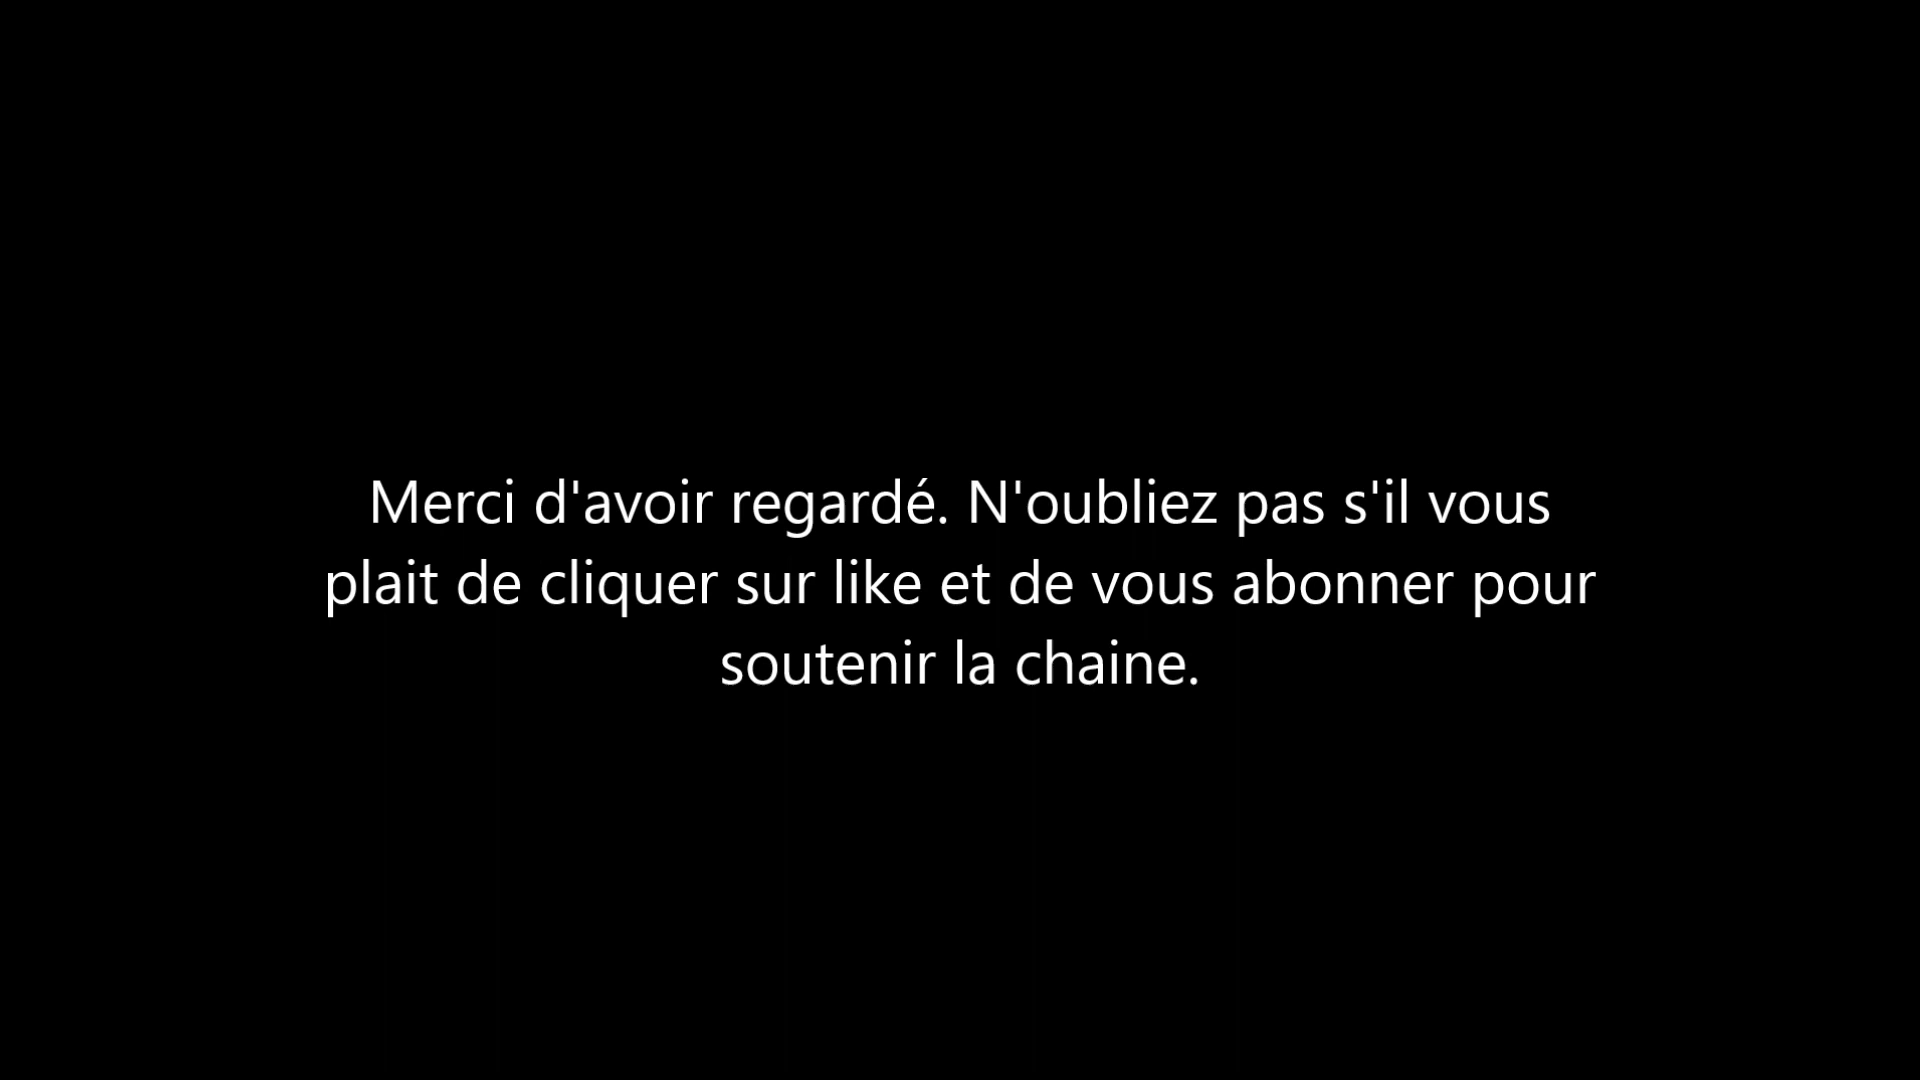 Merci d'avoir regardé. N'oubliez pas s'il vous
plait de cliquer sur like et de vous abonner pour
soutenir la chaine.